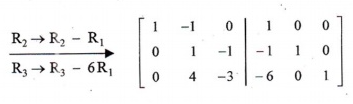 R₂ → R₂ − R₁
R₃ → R₃ − 6R₁
1 −1 0 | 1 0 0
0 1 −1 | −1 1 0
0 4 −3 | −6 0 1